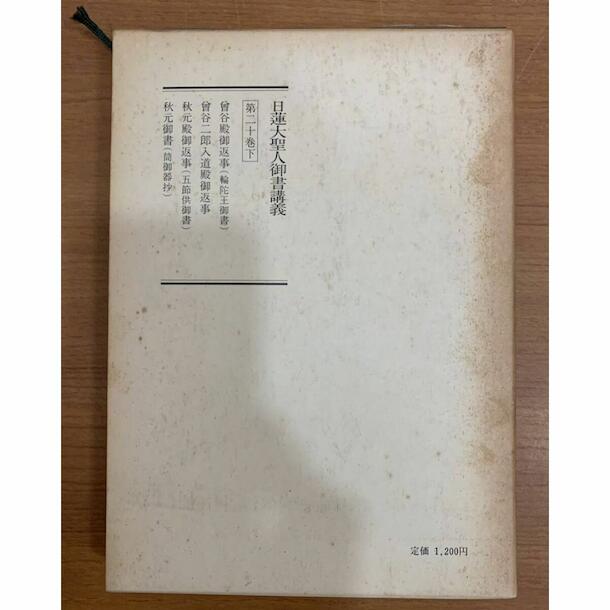 日蓮大聖人御書講義
第二十巻下
曾谷殿御返事(輪陀王御書)
曾谷二郎入道殿御返事
秋元殿御返事(五節供御書)
秋元御書(筒御器抄)
定価 1,200円